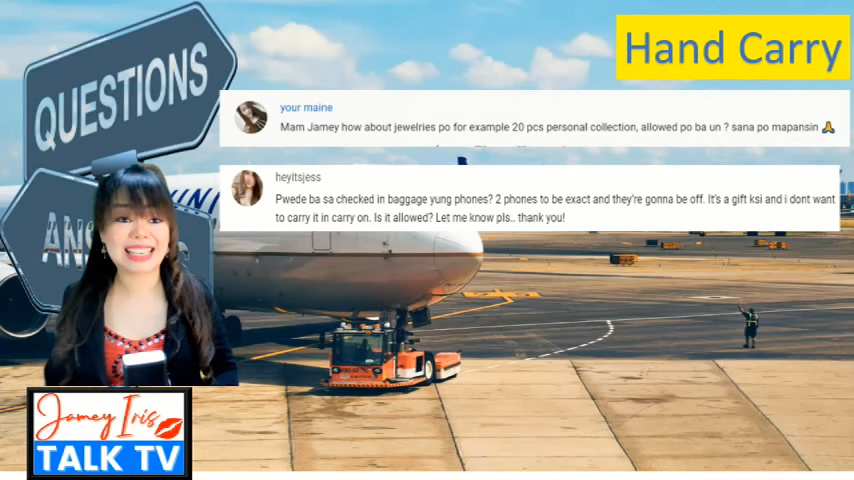 Hand Carry
QUESTIONS
your maine
Mam Jamey how about jewelries po for example 20 pcs personal collection, allowed po ba un ? sana po mapansin 🙏
heyitsjess
Pwede ba sa checked in baggage yung phones? 2 phones to be exact and they're gonna be off. It's a gift ksi and i dont want
to carry it in carry on. Is it allowed? Let me know pls.. thank you!
Jamey Iris
TALK TV